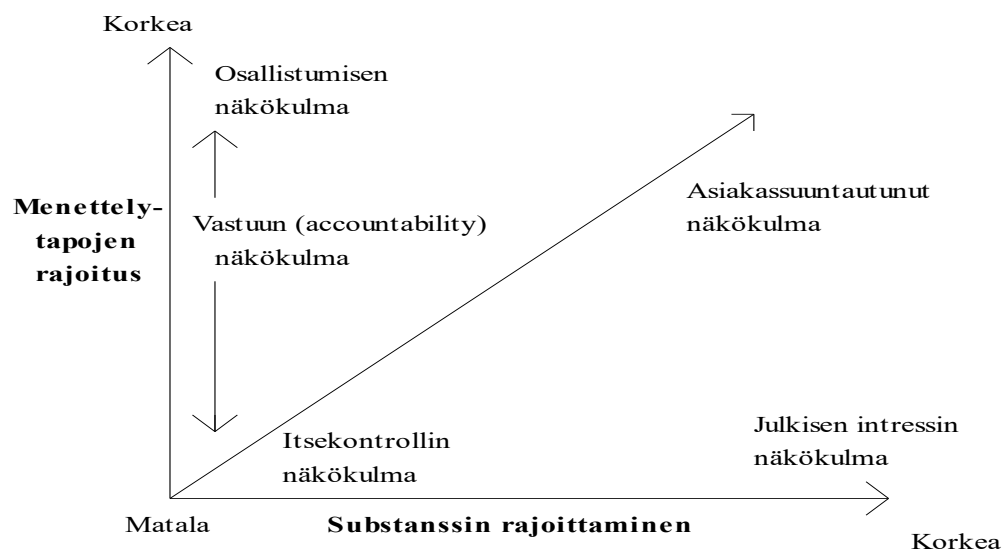 Korkea
Osallistumisen
näkökulma
Menettely-
tapojen
rajoitus
Vastuun (accountability)
näkökulma
Asiakassuuntautunut
näkökulma
Itsekontrollin
näkökulma
Julkisen intressin
näkökulma
Matala
Substanssin rajoittaminen
Korkea